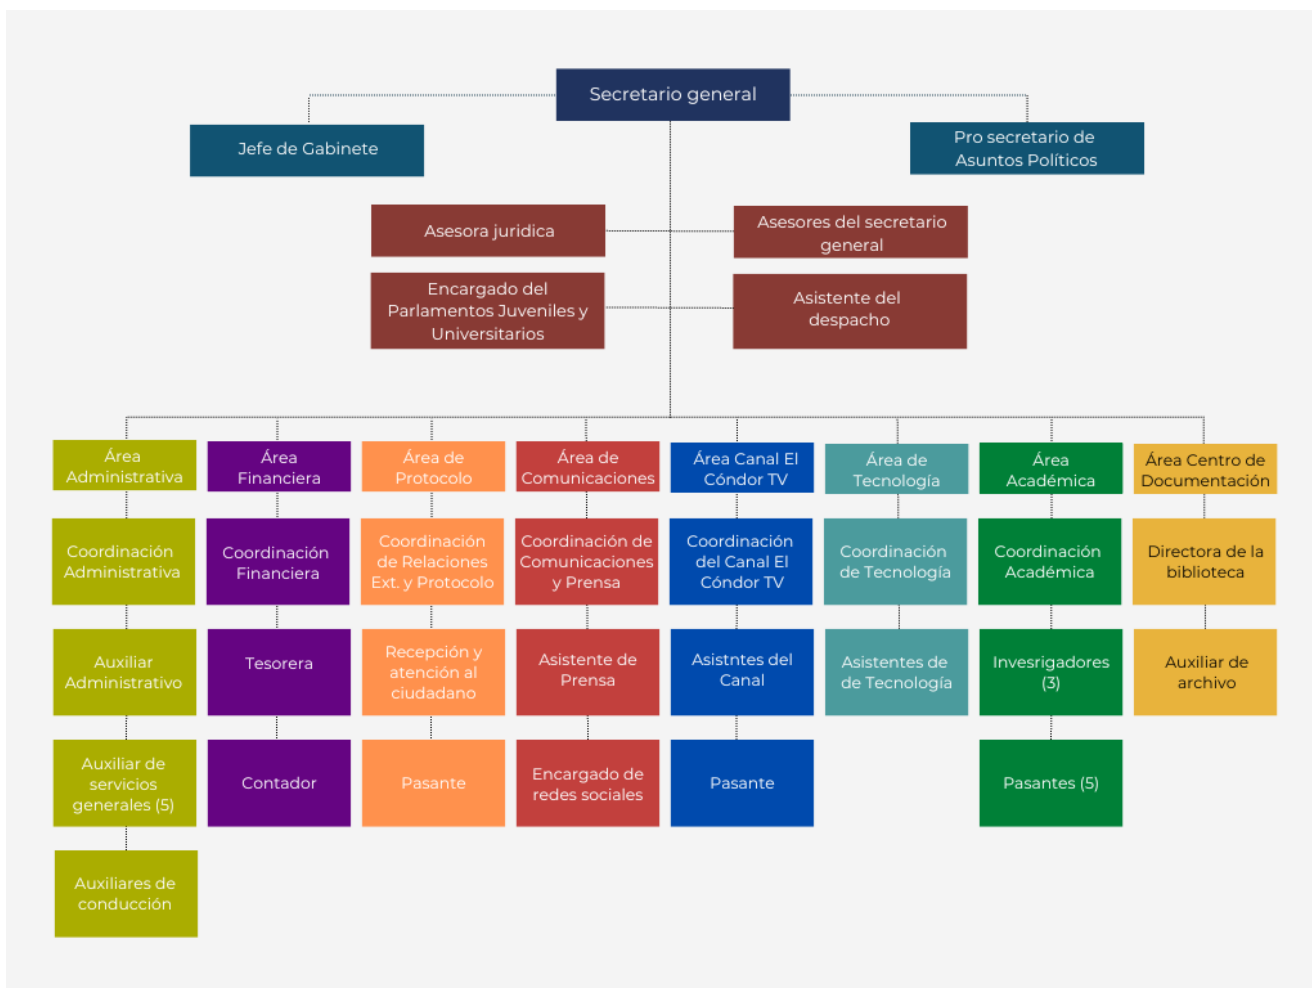 Secretario general
Jefe de Gabinete
Pro secretario de
Asuntos Políticos
Asesora juridica
Asesores del secretario
general
Encargado del
Parlamentos Juveniles y
Universitarios
Asistente del
despacho
Área
Administrativa
Área
Financiera
Área de
Protocolo
Área de
Comunicaciones
Área Canal El
Cóndor TV
Área de
Tecnología
Área
Académica
Área Centro de
Documentación
Coordinación
Administrativa
Coordinación
Financiera
Coordinación
de Relaciones
Ext. y Protocolo
Coordinación de
Comunicaciones
y Prensa
Coordinación
del Canal El
Cóndor TV
Coordinación
de Tecnología
Coordinación
Académica
Directora de la
biblioteca
Auxiliar
Administrativo
Tesorera
Recepción y
atención al
ciudadano
Asistente de
Prensa
Asistntes del
Canal
Asistentes de
de Tecnología
Invesrigadores
(3)
Auxiliar de
archivo
Auxiliar de
servicios
generales (5)
Contador
Pasante
Encargado de
redes sociales
Pasante
Pasantes (5)
Auxiliares de
conducción